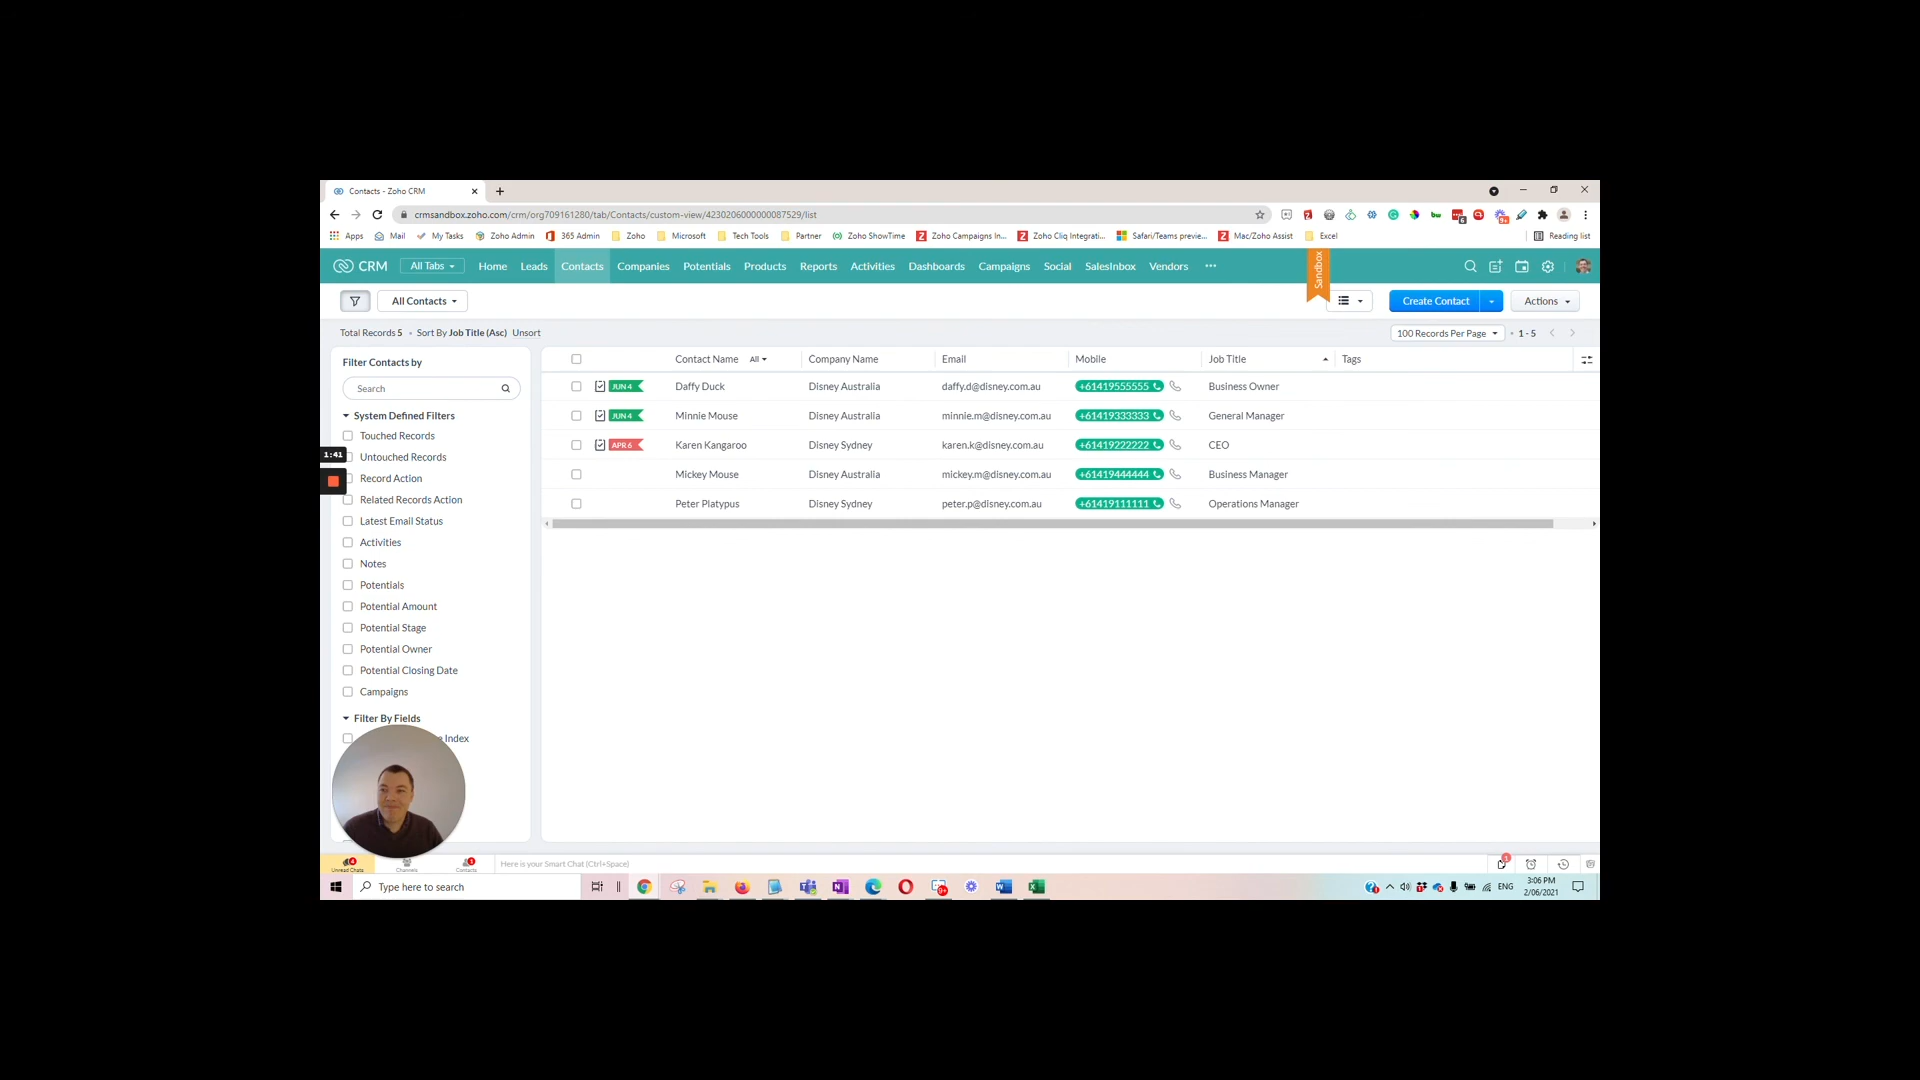 Contacts - Zoho CRM
crmsandbox.zoho.com/crm/org709161280/tab/Contacts/custom-view/4230206000000087529/list
Apps Mail My Tasks Zoho Admin 365 Admin Zoho Microsoft Tech Tools Partner Zoho ShowTime Zoho Campaigns In... Zoho Cliq Integrati... Safari/Teams previe... Mac/Zoho Assist Excel Reading list
CRM All Tabs Home Leads Contacts Companies Potentials Products Reports Activities Dashboards Campaigns Social SalesInbox Vendors ••• Sandbox
All Contacts Create Contact Actions
Total Records 5 • Sort By Job Title (Asc) Unsort 100 Records Per Page • 1 - 5
Filter Contacts by
Search
System Defined Filters
Touched Records
Untouched Records
Record Action
Related Records Action
Latest Email Status
Activities
Notes
Potentials
Potential Amount
Potential Stage
Potential Owner
Potential Closing Date
Campaigns
Filter By Fields
Index
1:41
Contact Name All Company Name Email Mobile Job Title Tags
JUN 4 Daffy Duck Disney Australia daffy.d@disney.com.au +61419555555 Business Owner
JUN 4 Minnie Mouse Disney Australia minnie.m@disney.com.au +61419333333 General Manager
APR 6 Karen Kangaroo Disney Sydney karen.k@disney.com.au +61419222222 CEO
Mickey Mouse Disney Australia mickey.m@disney.com.au +61419444444 Business Manager
Peter Platypus Disney Sydney peter.p@disney.com.au +61419111111 Operations Manager
Unread Chats Channels Contacts Here is your Smart Chat (Ctrl+Space)
Type here to search ENG 3:06 PM
2/06/2021